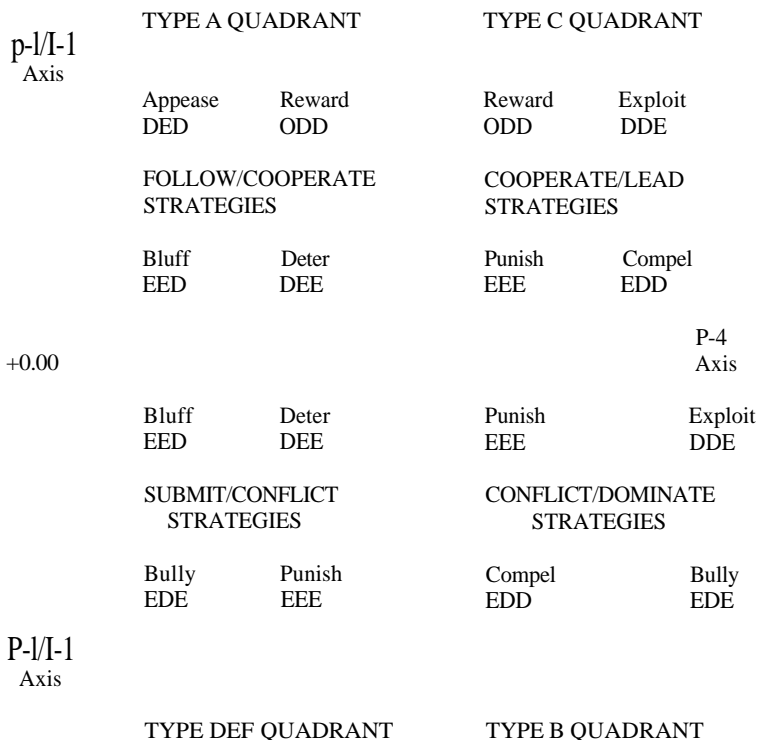 TYPE A QUADRANT TYPE C QUADRANT
p-l/I-1
Axis
Appease Reward Reward Exploit
DED ODD ODD DDE
FOLLOW/COOPERATE COOPERATE/LEAD
STRATEGIES STRATEGIES
Bluff Deter Punish Compel
EED DEE EEE EDD
P-4
+0.00 Axis
Bluff Deter Punish Exploit
EED DEE EEE DDE
SUBMIT/CONFLICT CONFLICT/DOMINATE
STRATEGIES STRATEGIES
Bully Punish Compel Bully
EDE EEE EDD EDE
P-l/I-1
Axis
TYPE DEF QUADRANT TYPE B QUADRANT